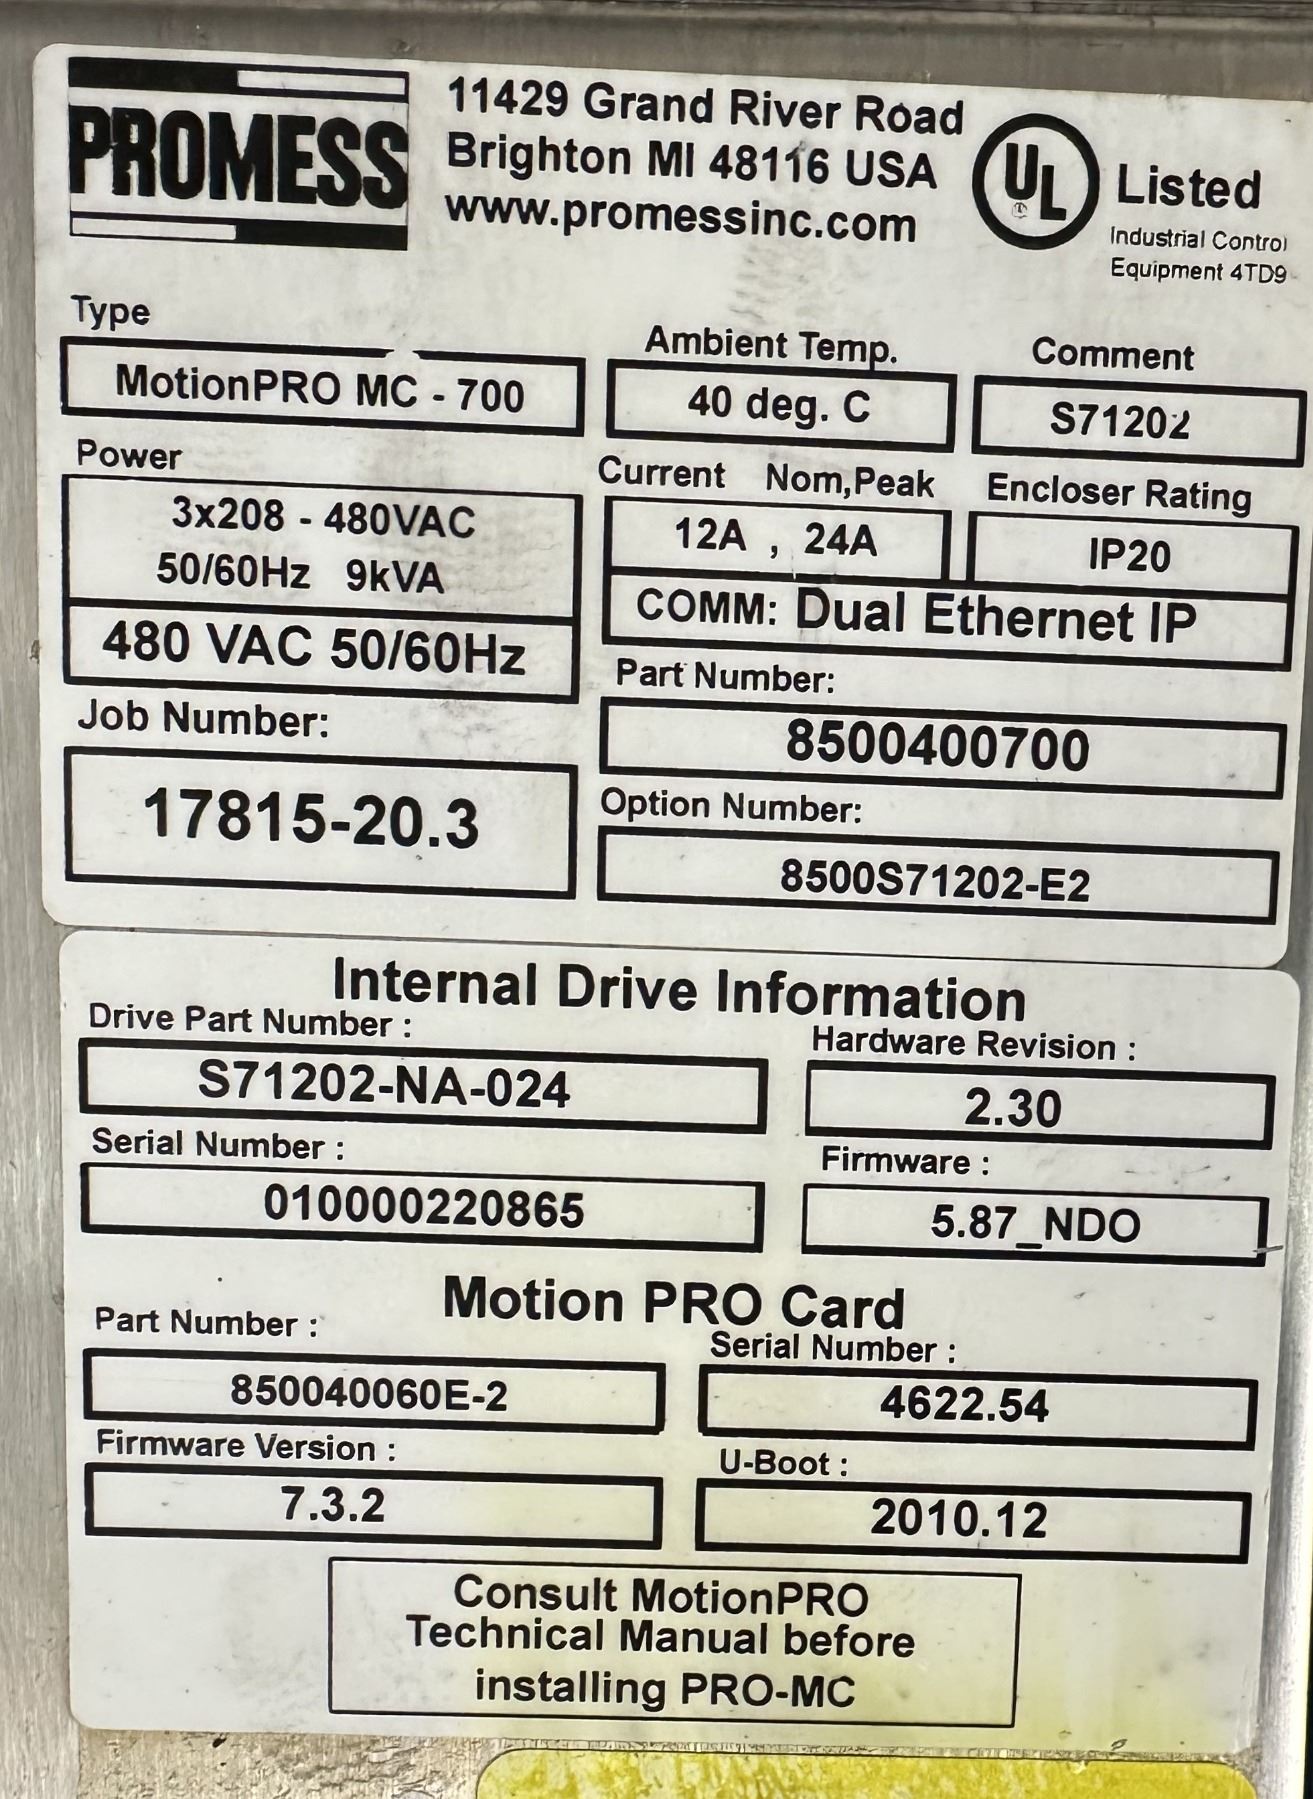 PROMESS
11429 Grand River Road
Brighton MI 48116 USA
www.promessinc.com
UL Listed
Industrial Control
Equipment 4TD9
Type
MotionPRO MC - 700
Ambient Temp.
40 deg. C
Comment
S71202
Power
3x208 - 480VAC
50/60Hz 9kVA
480 VAC 50/60Hz
Current Nom,Peak
12A , 24A
Encloser Rating
IP20
COMM: Dual Ethernet IP
Job Number:
17815-20.3
Part Number:
8500400700
Option Number:
8500S71202-E2
Internal Drive Information
Drive Part Number :
S71202-NA-024
Hardware Revision :
2.30
Serial Number :
010000220865
Firmware :
5.87_NDO
Motion PRO Card
Part Number :
850040060E-2
Serial Number :
4622.54
Firmware Version :
7.3.2
U-Boot :
2010.12
Consult MotionPRO
Technical Manual before
installing PRO-MC